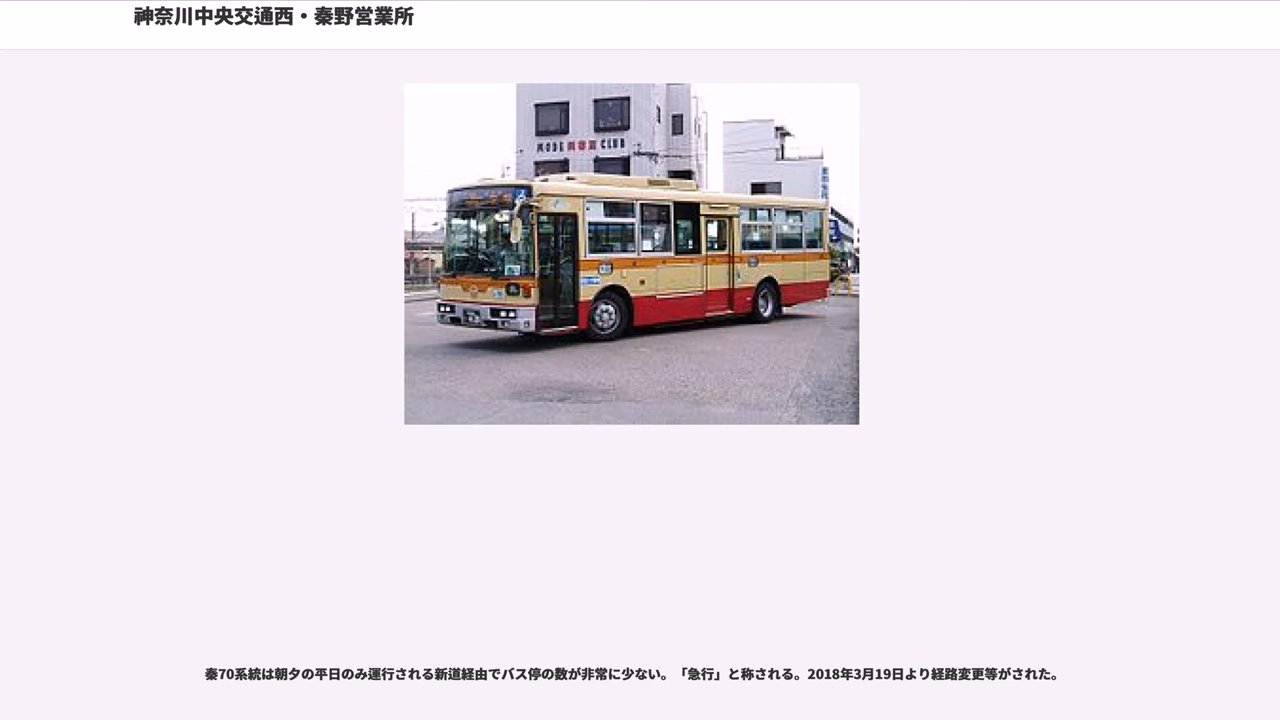 神奈川中央交通西・秦野営業所
MODE CLUB
秦70系統は朝夕の平日のみ運行される新道経由でバス停の数が非常に少ない。「急行」と称される。2018年3月19日より経路変更等がされた。